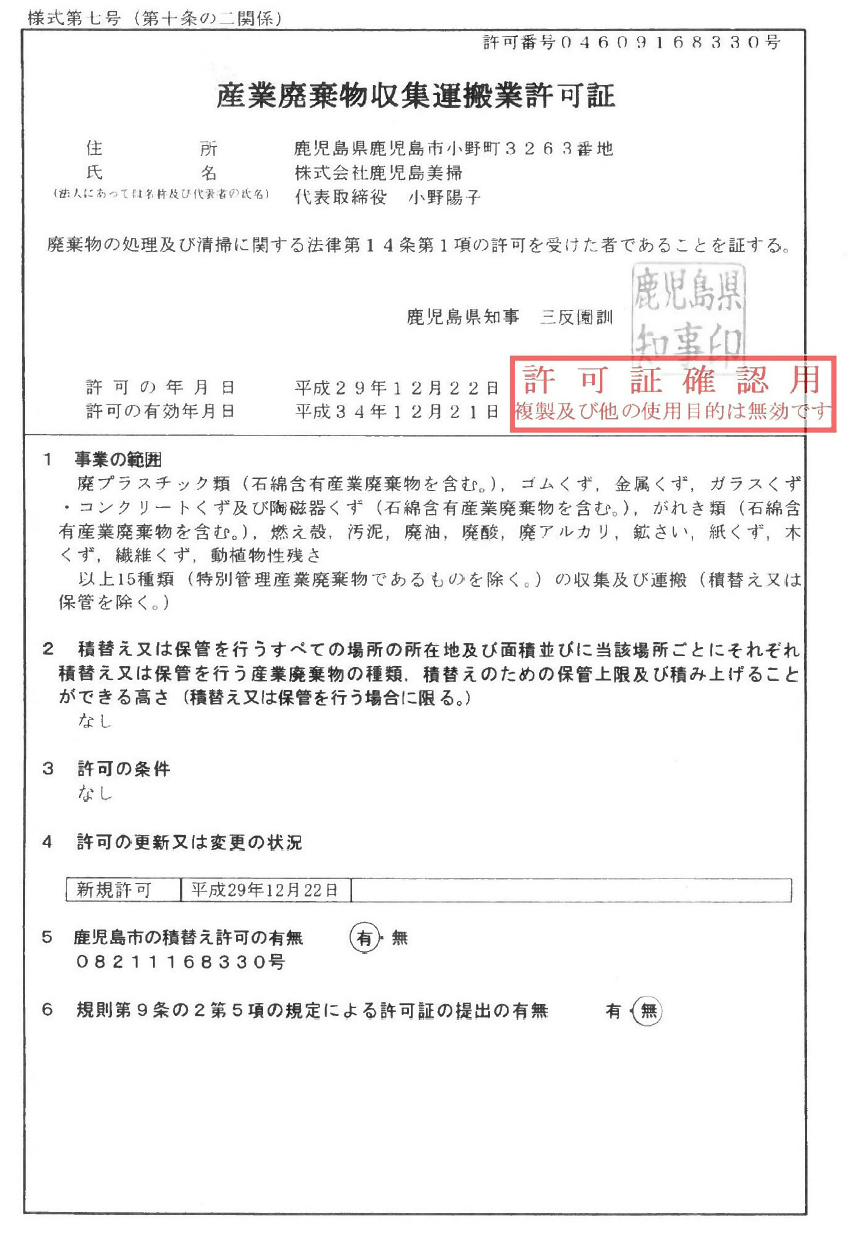 様式第七号（第十条の二関係）
許可番号０４６０９１６８３３０号
産業廃棄物収集運搬業許可証
住　　　所　　鹿児島県鹿児島市小野町３２６３番地
氏　　　名　　株式会社鹿児島美掃
（法人にあっては名称及び代表者の氏名）　代表取締役　小野陽子
廃棄物の処理及び清掃に関する法律第１４条第１項の許可を受けた者であることを証する。
鹿児島県知事　三反園訓
鹿児島県
知事印
許可の年月日　　平成２９年１２月２２日
許可の有効年月日　　平成３４年１２月２１日
許可証確認用
複製及び他の使用目的は無効です
１　事業の範囲
廃プラスチック類（石綿含有産業廃棄物を含む。），ゴムくず，金属くず，ガラスくず
・コンクリートくず及び陶磁器くず（石綿含有産業廃棄物を含む。），がれき類（石綿含
有産業廃棄物を含む。），燃え殻，汚泥，廃油，廃酸，廃アルカリ，鉱さい，紙くず，木
くず，繊維くず，動植物性残さ
以上15種類（特別管理産業廃棄物であるものを除く。）の収集及び運搬（積替え又は
保管を除く。）
２　積替え又は保管を行うすべての場所の所在地及び面積並びに当該場所ごとにそれぞれ
積替え又は保管を行う産業廃棄物の種類，積替えのための保管上限及び積み上げること
ができる高さ（積替え又は保管を行う場合に限る。）
なし
３　許可の条件
なし
４　許可の更新又は変更の状況
新規許可　平成29年12月22日
５　鹿児島市の積替え許可の有無　　有・無
０８２１１１６８３３０号
６　規則第９条の２第５項の規定による許可証の提出の有無　　有・無